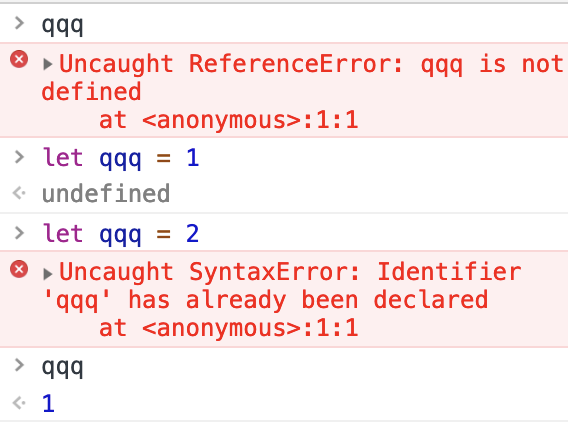 > qqq
Uncaught ReferenceError: qqq is not
defined
    at <anonymous>:1:1
> let qqq = 1
undefined
> let qqq = 2
Uncaught SyntaxError: Identifier
'qqq' has already been declared
    at <anonymous>:1:1
> qqq
1